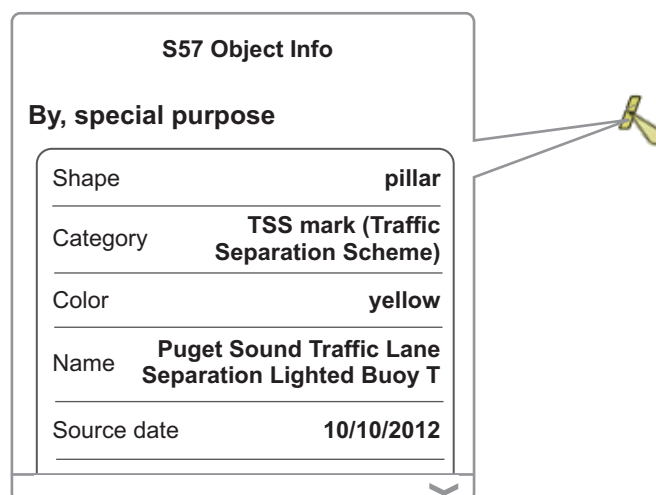 S57 Object Info
By, special purpose
Shape pillar
Category TSS mark (Traffic
Separation Scheme)
Color yellow
Name Puget Sound Traffic Lane
Separation Lighted Buoy T
Source date 10/10/2012